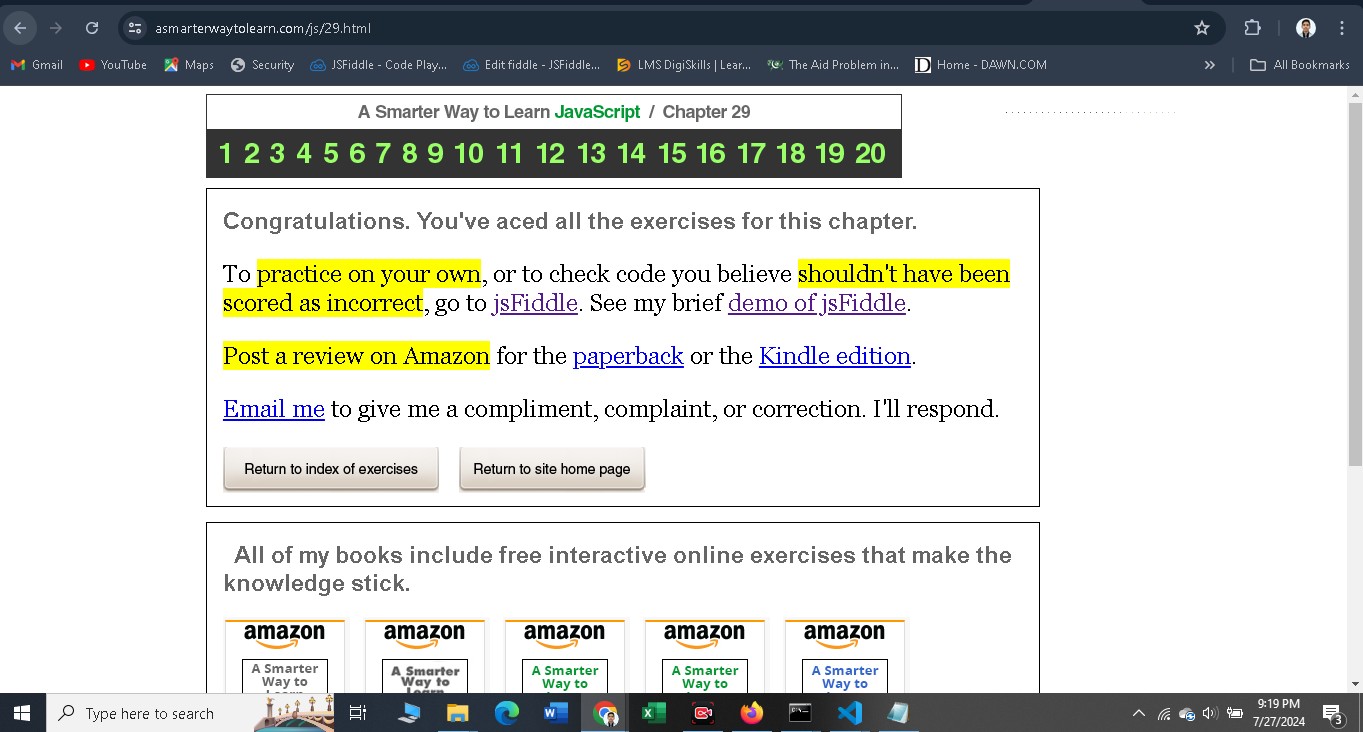 asmarterwaytolearn.com/js/29.html
Gmail YouTube Maps Security JSFiddle - Code Play... Edit fiddle - JSFiddle... LMS DigiSkills | Lear... The Aid Problem in... Home - DAWN.COM » All Bookmarks
A Smarter Way to Learn JavaScript / Chapter 29
1 2 3 4 5 6 7 8 9 10 11 12 13 14 15 16 17 18 19 20
Congratulations. You've aced all the exercises for this chapter.
To practice on your own, or to check code you believe shouldn't have been
scored as incorrect, go to jsFiddle. See my brief demo of jsFiddle.
Post a review on Amazon for the paperback or the Kindle edition.
Email me to give me a compliment, complaint, or correction. I'll respond.
Return to index of exercises Return to site home page
All of my books include free interactive online exercises that make the
knowledge stick.
amazon amazon amazon amazon amazon
A Smarter A Smarter A Smarter A Smarter A Smarter
Way to Way to Way to Way to Way to
Learn Learn
Type here to search
9:19 PM
7/27/2024
3